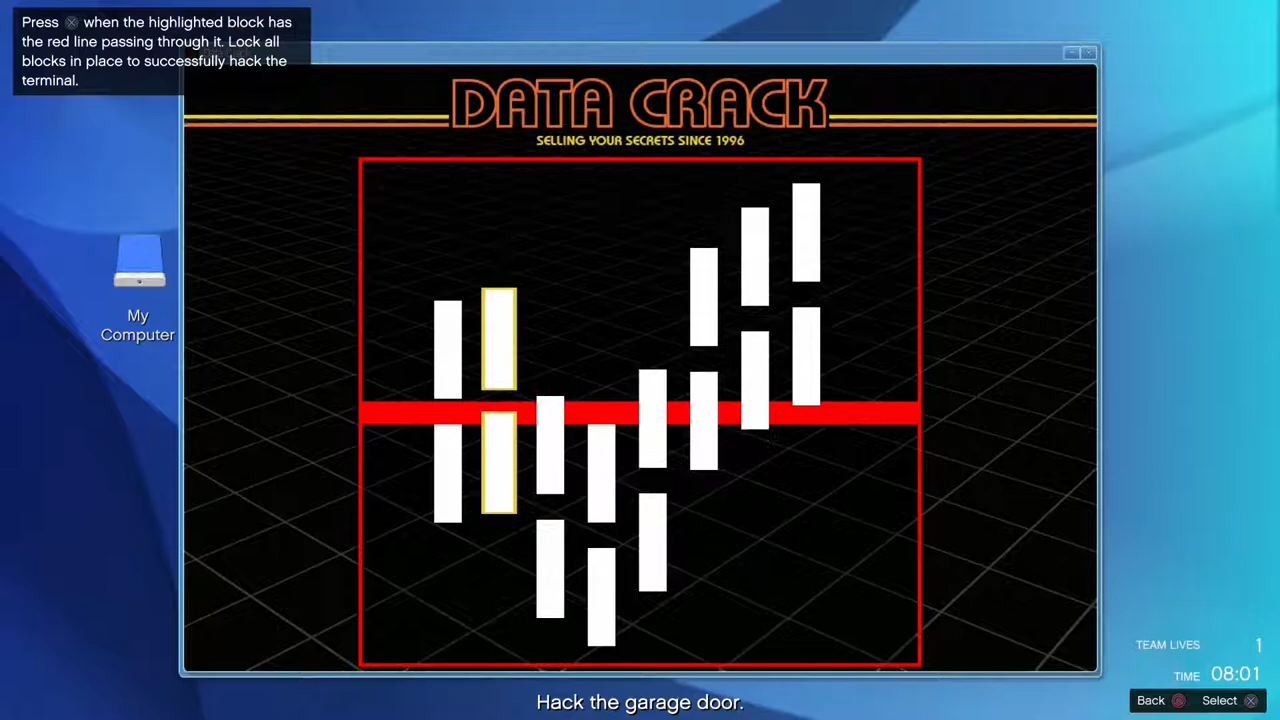 Press when the highlighted block has
the red line passing through it. Lock all
blocks in place to successfully hack the
terminal.
DATA CRACK
SELLING YOUR SECRETS SINCE 1996
My
Computer
TEAM LIVES 1
TIME 08:01
Back Select
Hack the garage door.